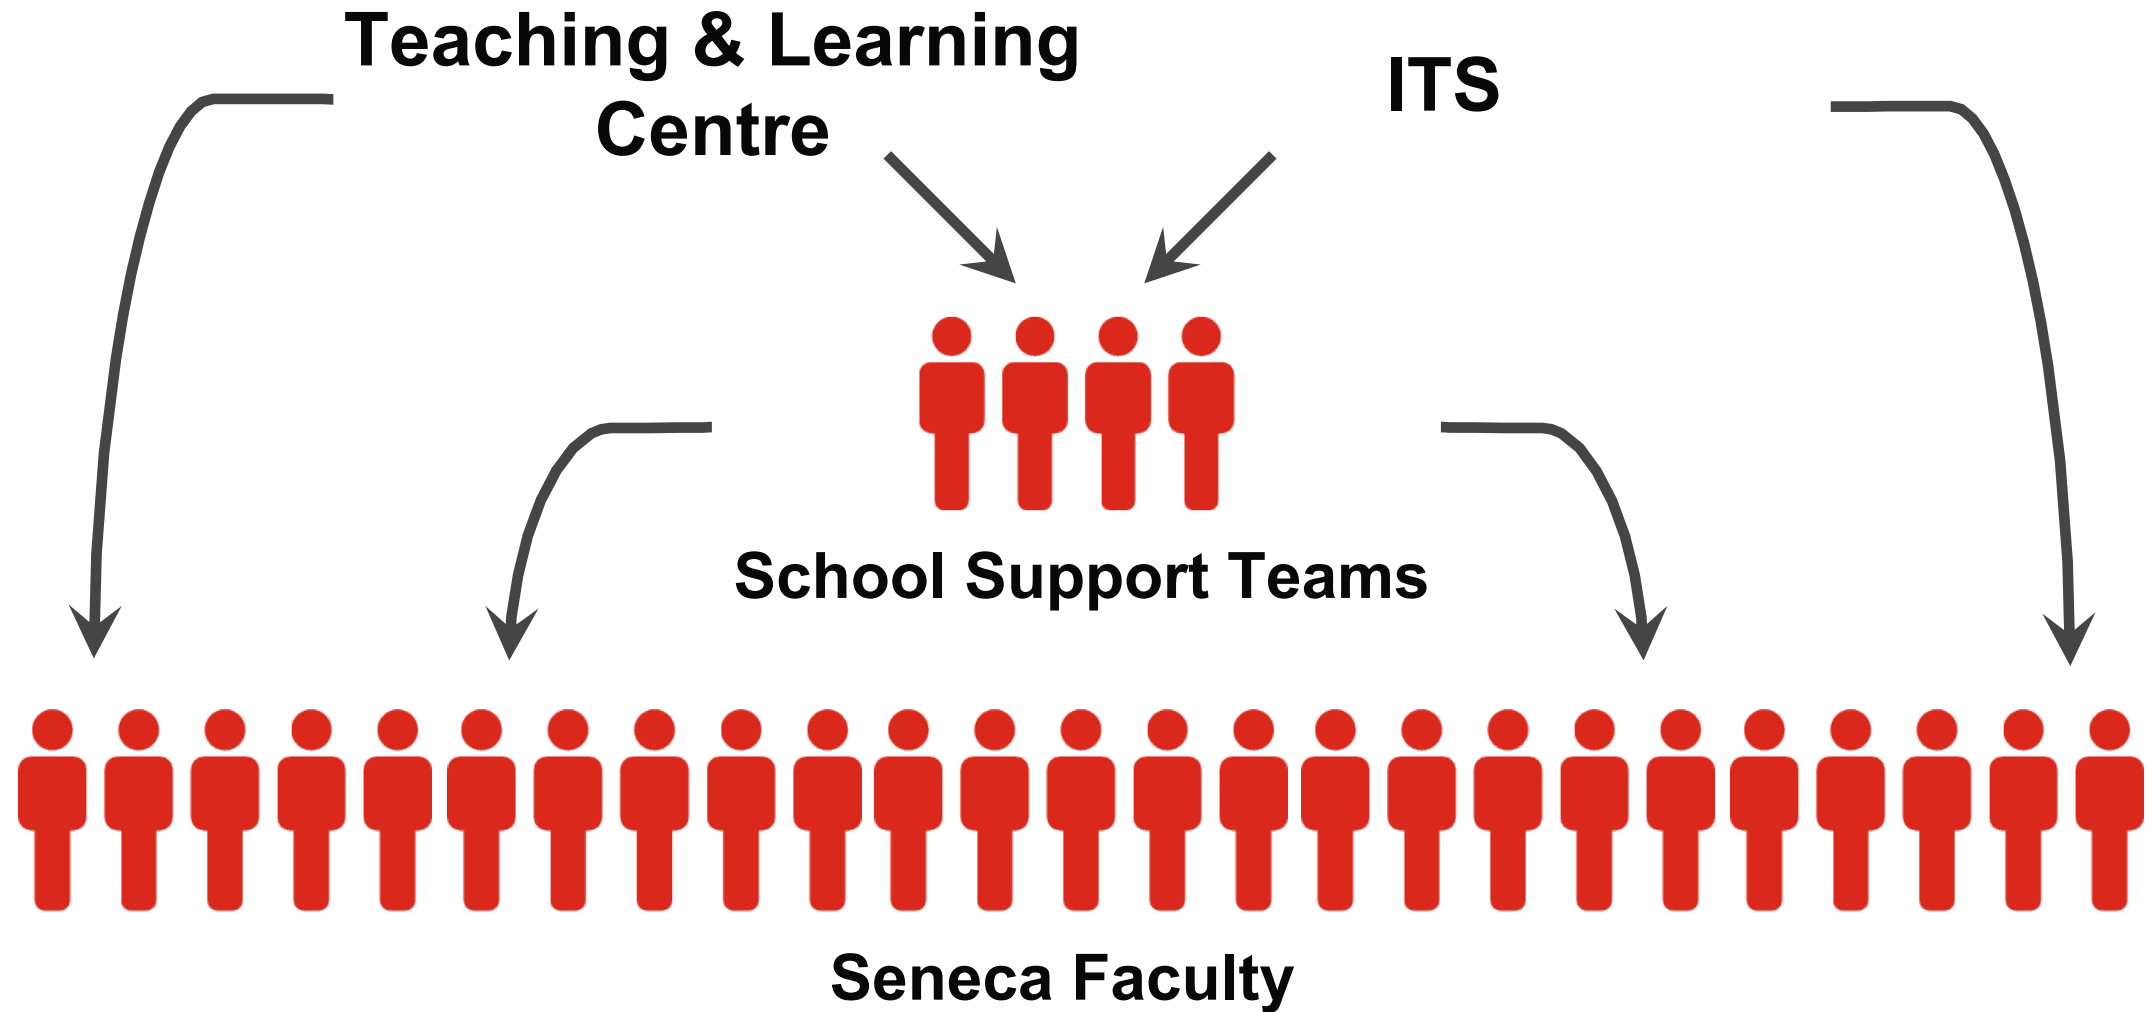 Teaching & Learning
Centre
ITS
School Support Teams
Seneca Faculty